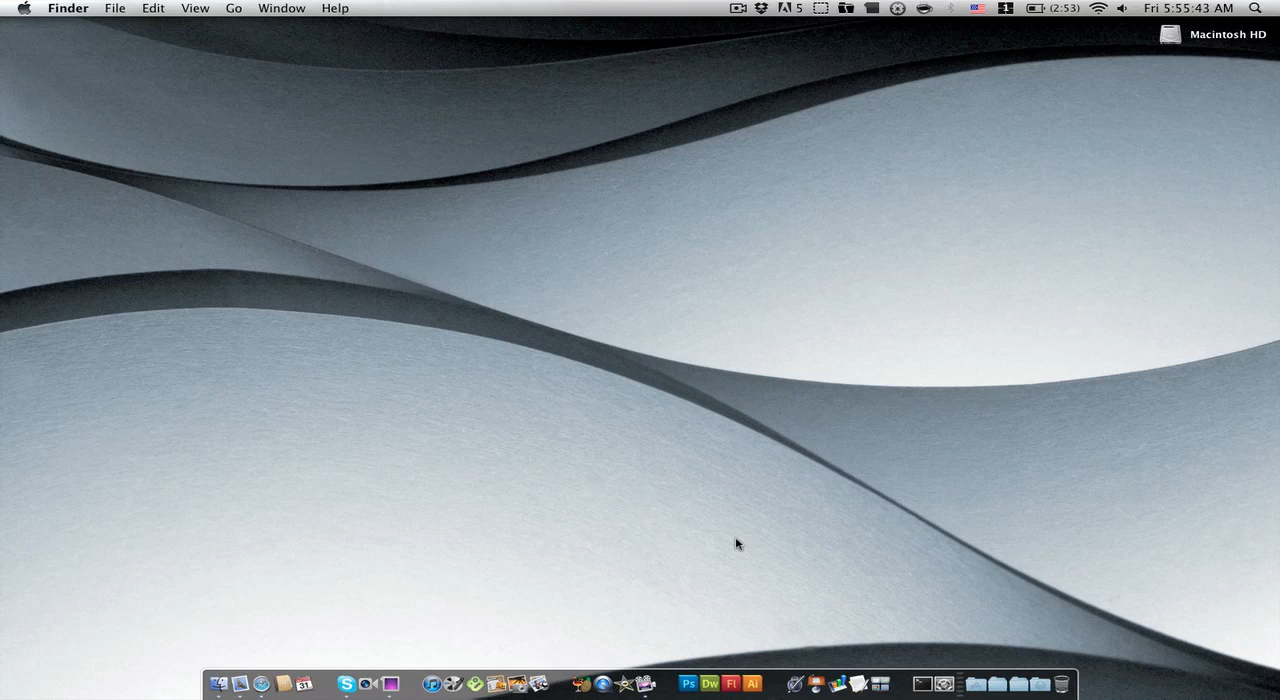 Finder File Edit View Go Window Help 5 1 (2:53) Fri 5:55:43 AM
Macintosh HD
31 Ps Dw Fl Ai